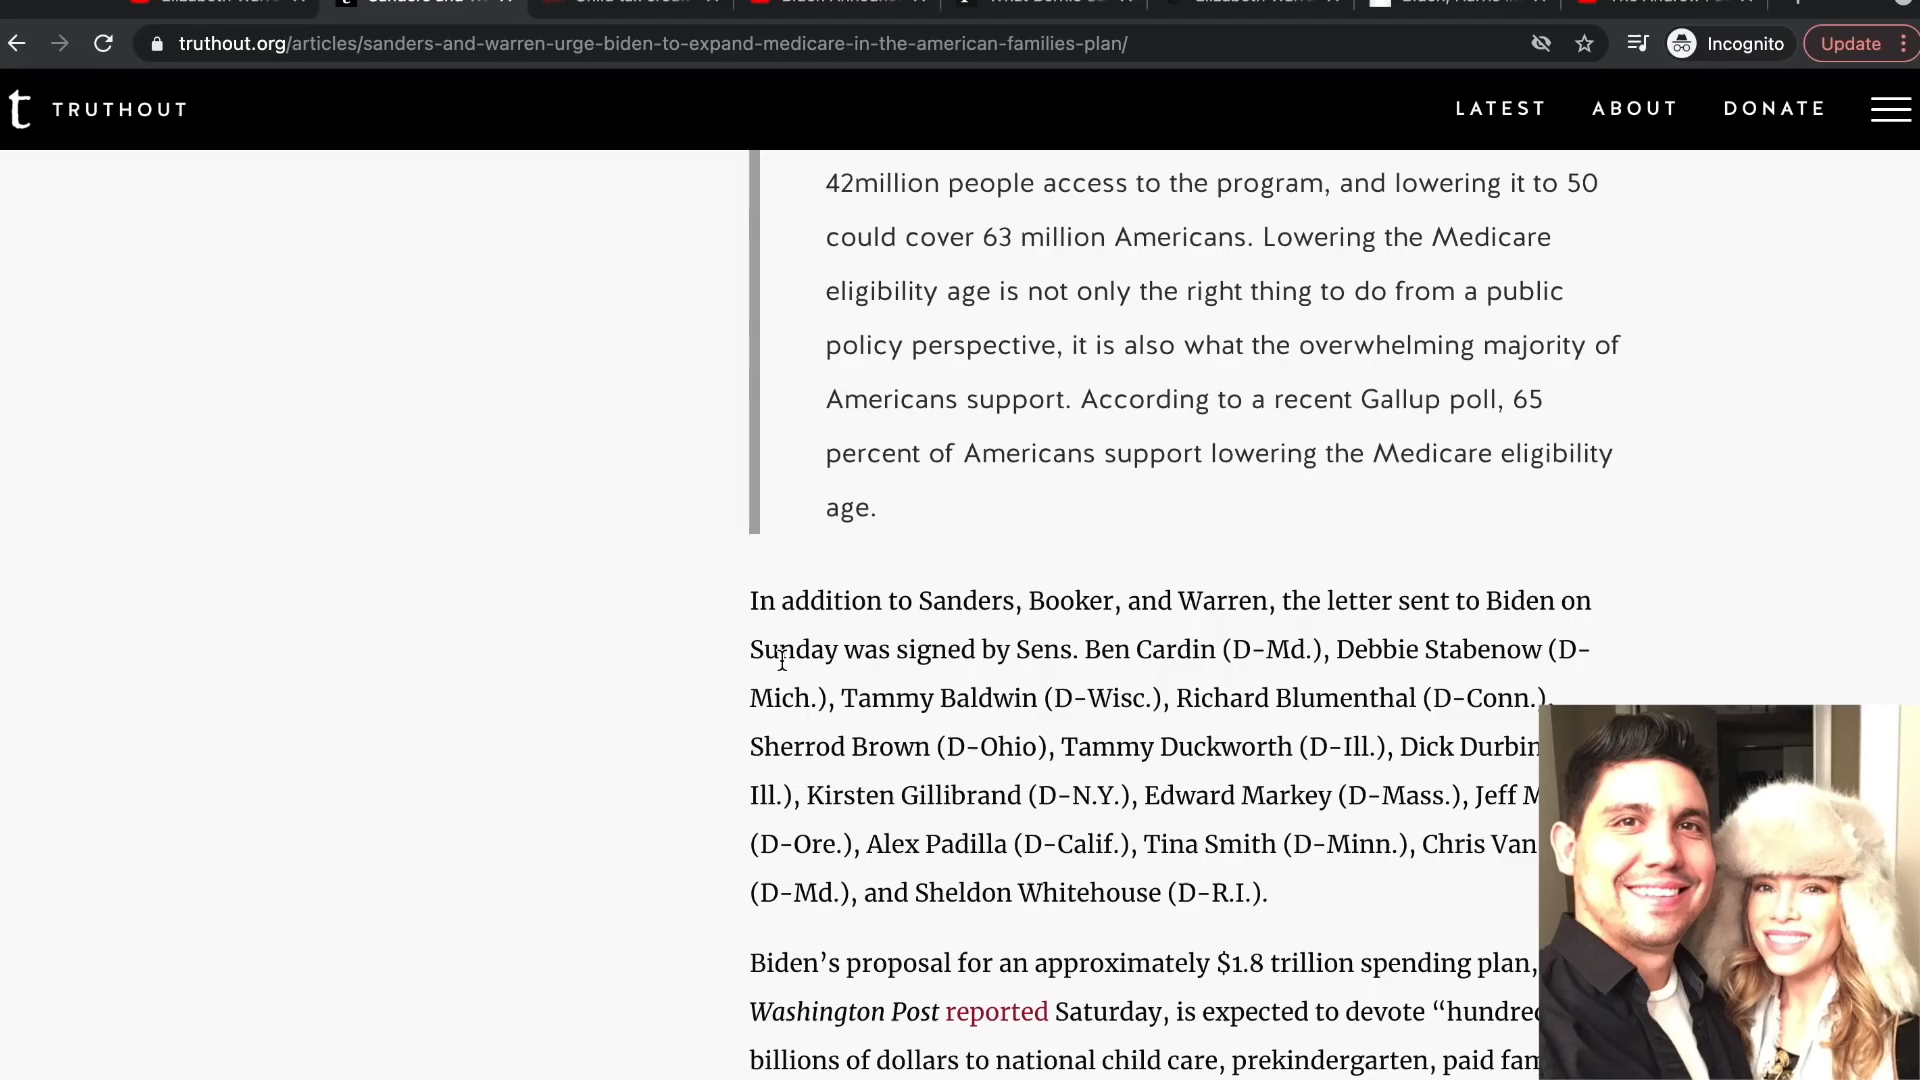 truthout.org/articles/sanders-and-warren-urge-biden-to-expand-medicare-in-the-american-families-plan/
Incognito
Update
t TRUTHOUT
LATEST
ABOUT
DONATE
42million people access to the program, and lowering it to 50
could cover 63 million Americans. Lowering the Medicare
eligibility age is not only the right thing to do from a public
policy perspective, it is also what the overwhelming majority of
Americans support. According to a recent Gallup poll, 65
percent of Americans support lowering the Medicare eligibility
age.
In addition to Sanders, Booker, and Warren, the letter sent to Biden on
Sunday was signed by Sens. Ben Cardin (D-Md.), Debbie Stabenow (D-
Mich.), Tammy Baldwin (D-Wisc.), Richard Blumenthal (D-Conn.),
Sherrod Brown (D-Ohio), Tammy Duckworth (D-Ill.), Dick Durbin
Ill.), Kirsten Gillibrand (D-N.Y.), Edward Markey (D-Mass.), Jeff
(D-Ore.), Alex Padilla (D-Calif.), Tina Smith (D-Minn.), Chris Van
(D-Md.), and Sheldon Whitehouse (D-R.I.).
Biden's proposal for an approximately $1.8 trillion spending plan,
Washington Post reported Saturday, is expected to devote "hundred
billions of dollars to national child care, prekindergarten, paid fam